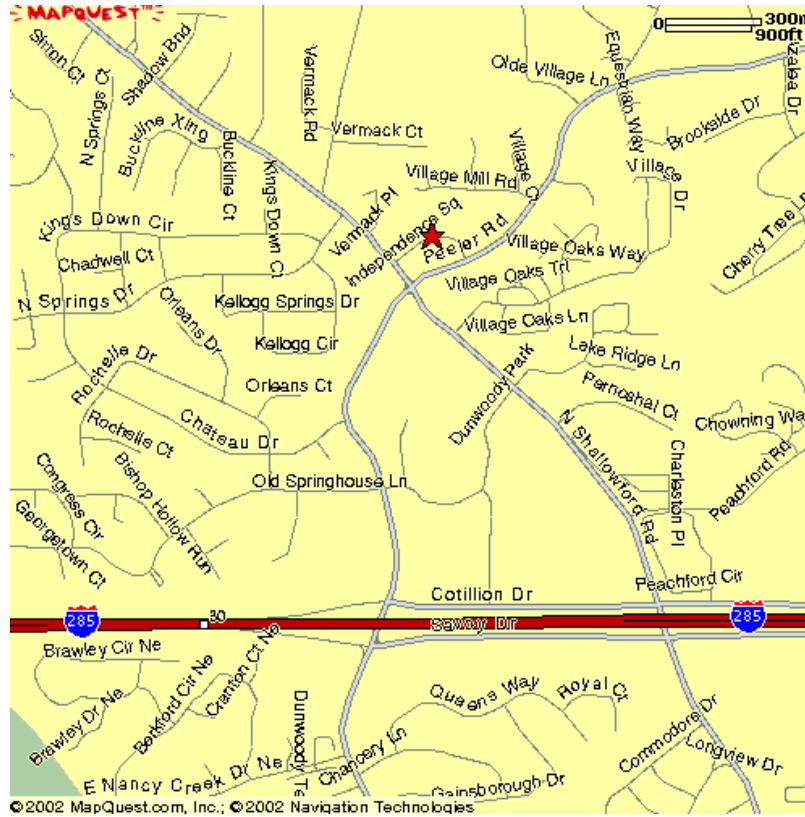 MAPQUEST
0 300m
900ft
Shadow Bnd
N Springs Ct
Buckline Xing
Buckline Ct
Kings Down Ct
Vermack Rd
Vermack Ct
Olde Village Ln
Equestrian Way
Brookside Dr
Village Dr
Village Ct
Village Mill Rd
Vermack Pl
Independence Sq
Peeler Rd
Village Oaks Way
Village Oaks Trl
Village Oaks Ln
Cherry Tree Ln
Kings Down Cir
Chadwell Ct
N Springs Dr
Orleans Dr
Kellogg Springs Dr
Kellogg Cir
Rochelle Dr
Orleans Ct
Chateau Dr
Rochelle Ct
Lake Ridge Ln
Dunwoody Park
Pernoshal Ct
Chowning Wa
N Shallowford Rd
Charleston Pl
Peachford Rd
Old Springhouse Ln
Bishop Hollow Run
Congress Cir
Georgetown Ct
Peachford Cir
Cotillion Dr
285
30
Savoy Dr
285
Brawley Cir Ne
Brawley Dr Ne
Berkford Cir Ne
Cranton Ct Ne
Dunwoody Te
Queens Way
Royal Ct
Chancery Ln
E Nancy Creek Dr Ne
Gainsborough Dr
Commodore Dr
Longview Dr
©2002 MapQuest.com, Inc.; ©2002 Navigation Technologies